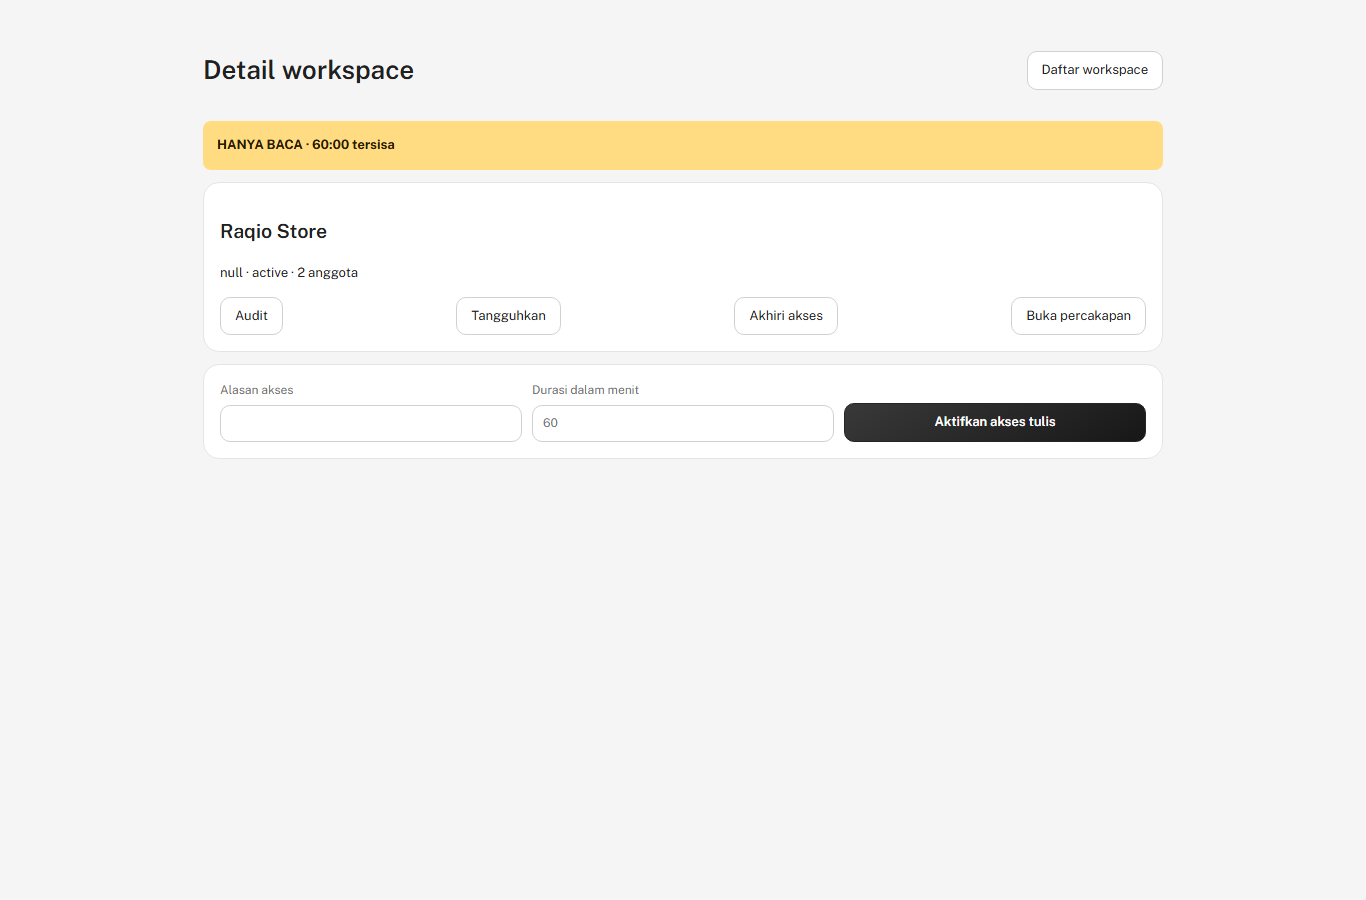 Detail workspace
Daftar workspace
HANYA BACA · 60:00 tersisa
Raqio Store
null · active · 2 anggota
Audit
Tangguhkan
Akhiri akses
Buka percakapan
Alasan akses
Durasi dalam menit
60
Aktifkan akses tulis